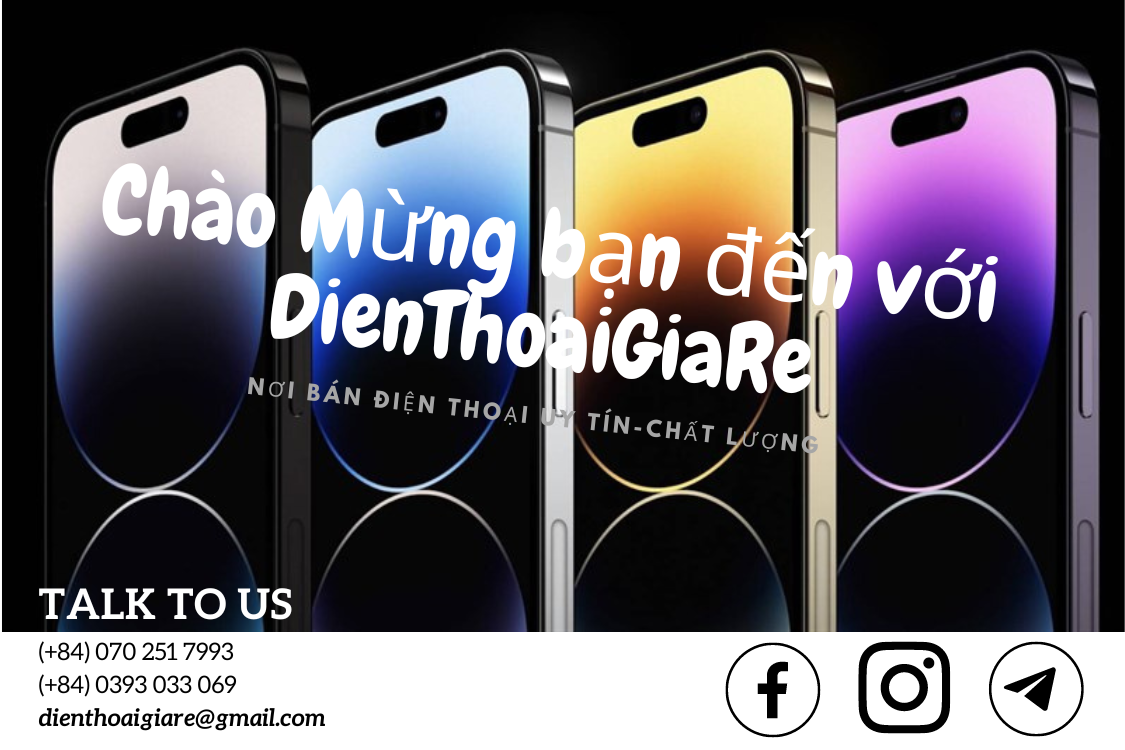 Chào Mừng bạn đến với
DienThoaiGiaRe
NƠI BÁN ĐIỆN THOẠI UY TÍN-CHẤT LƯỢNG
TALK TO US
(+84) 070 251 7993
(+84) 0393 033 069
dienthoaigiare@gmail.com